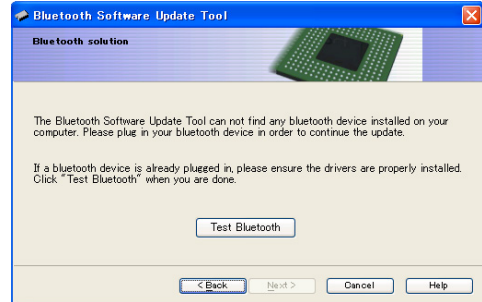 Bluetooth Software Update Tool
Bluetooth solution
The Bluetooth Software Update Tool can not find any bluetooth device installed on your
computer. Please plug in your bluetooth device in order to continue the update.
If a bluetooth device is already plugged in, please ensure the drivers are properly installed.
Click "Test Bluetooth" when you are done.
Test Bluetooth
< Back
Next >
Cancel
Help